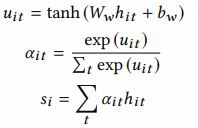 u_{it} = tanh (W_w h_{it} + b_w)
α_{it} = exp (u_{it}) / Σ_t exp (u_{it})
s_i = Σ_t α_{it} h_{it}